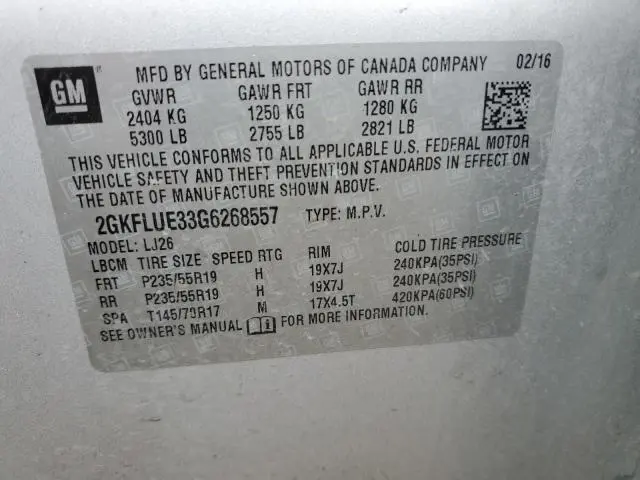 GM ® MFD BY GENERAL MOTORS OF CANADA COMPANY 02/16
GVWR GAWR FRT GAWR RR
2404 KG 1250 KG 1280 KG
5300 LB 2755 LB 2821 LB
THIS VEHICLE CONFORMS TO ALL APPLICABLE U.S. FEDERAL MOTOR
VEHICLE SAFETY AND THEFT PREVENTION STANDARDS IN EFFECT ON
THE DATE OF MANUFACTURE SHOWN ABOVE.
2GKFLUE33G6268557 TYPE: M.P.V.
MODEL: LJ26
LBCM TIRE SIZE SPEED RTG RIM COLD TIRE PRESSURE
FRT P235/55R19 H 19X7J 240KPA(35PSI)
RR P235/55R19 H 19X7J 240KPA(35PSI)
SPA T145/70R17 M 17X4.5T 420KPA(60PSI)
SEE OWNER'S MANUAL FOR MORE INFORMATION.